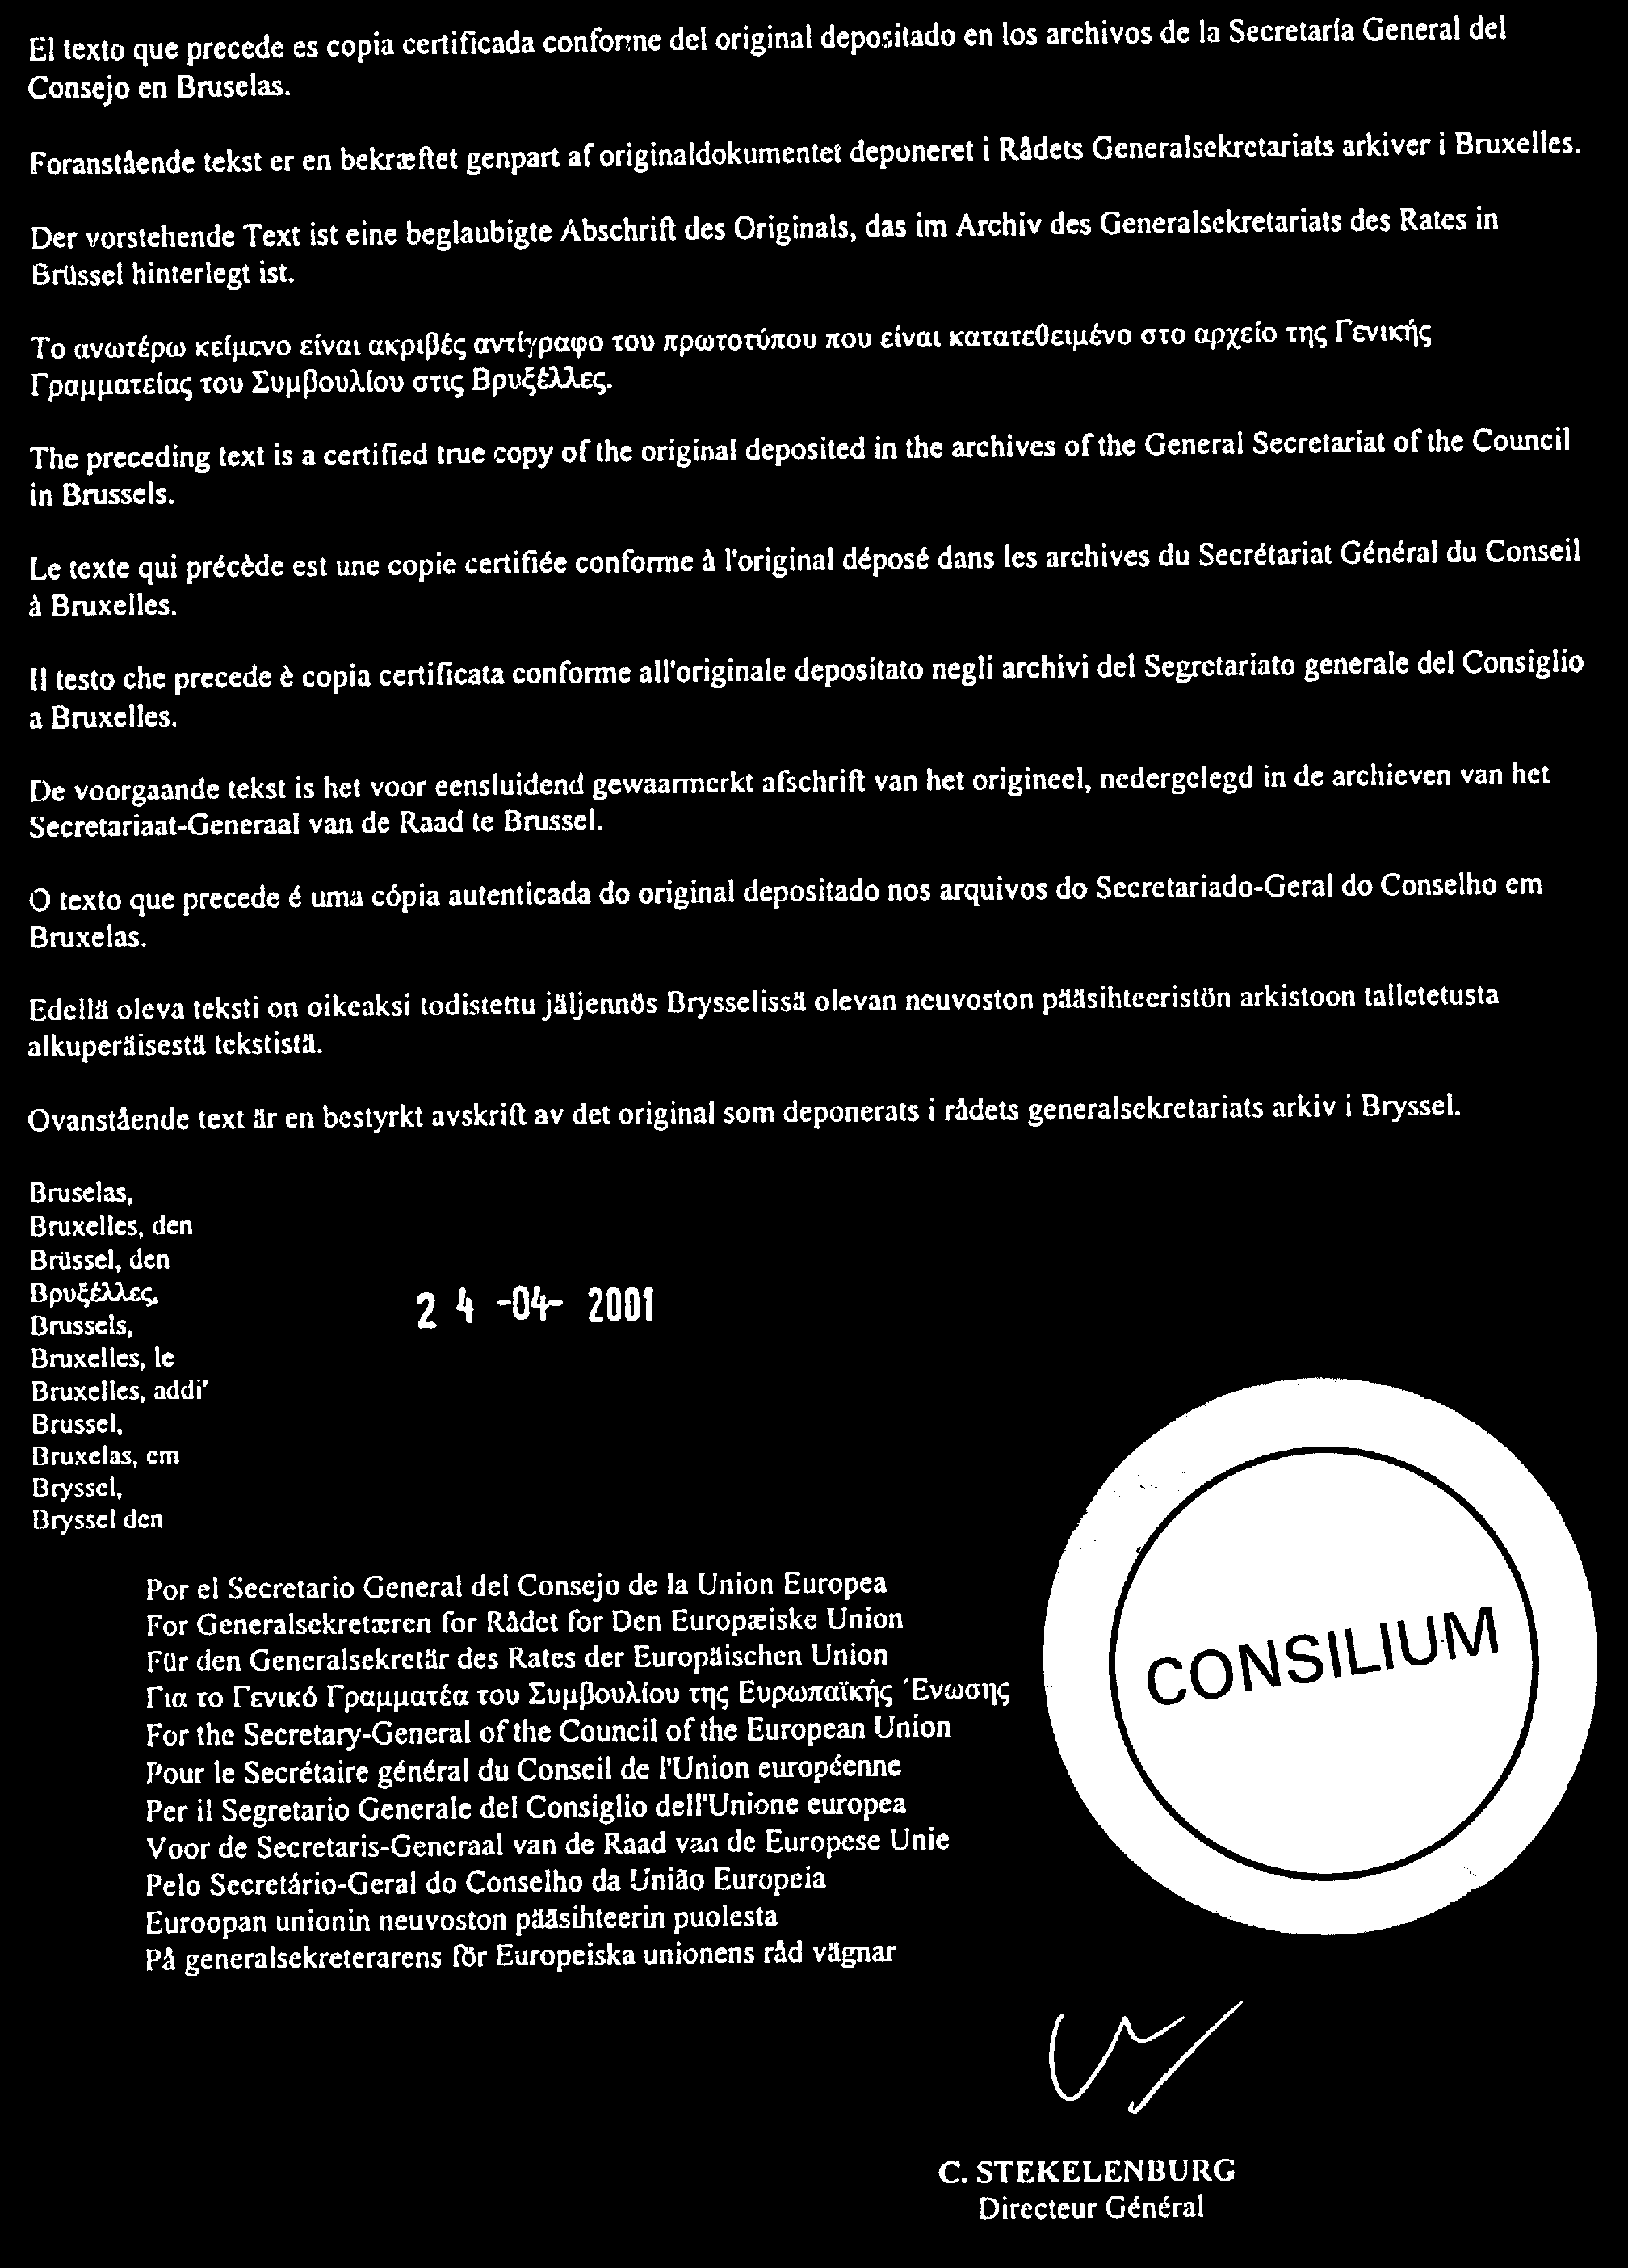 El texto que precede es copia certificada conforme del original depositado en los archivos de la Secretaría General del
Consejo en Bruselas.
Foranstående tekst er en bekræftet genpart af originaldokumentet deponeret i Rådets Generalsekretariats arkiver i Bruxelles.
Der vorstehende Text ist eine beglaubigte Abschrift des Originals, das im Archiv des Generalsekretariats des Rates in
Brüssel hinterlegt ist.
Το ανωτέρω κείμενο είναι ακριβές αντίγραφο του πρωτοτύπου που είναι κατατεθειμένο στο αρχείο της Γενικής
Γραμματείας του Συμβουλίου στις Βρυξέλλες.
The preceding text is a certified true copy of the original deposited in the archives of the General Secretariat of the Council
in Brussels.
Le texte qui précède est une copie certifiée conforme à l'original déposé dans les archives du Secrétariat Général du Conseil
à Bruxelles.
Il testo che precede è copia certificata conforme all'originale depositato negli archivi del Segretariato generale del Consiglio
a Bruxelles.
De voorgaande tekst is het voor eensluidend gewaarmerkt afschrift van het origineel, nedergelegd in de archieven van het
Secretariaat-Generaal van de Raad te Brussel.
O texto que precede é uma cópia autenticada do original depositado nos arquivos do Secretariado-Geral do Conselho em
Bruxelas.
Edellä oleva teksti on oikeaksi todistettu jäljennös Brysselissä olevan neuvoston pääsihteeristön arkistoon talletetusta
alkuperäisestä tekstistä.
Ovanstående text är en bestyrkt avskrift av det original som deponerats i rådets generalsekretariats arkiv i Bryssel.
Bruselas,
Bruxelles, den
Brüssel, den
Βρυξέλλες,
Brussels,
Bruxelles, le
Bruxelles, addi'
Brussel,
Bruxelas, em
Bryssel,
Bryssel den
2 4 -04- 2001
CONSILIUM
Por el Secretario General del Consejo de la Union Europea
For Generalsekretæren for Rådet for Den Europæiske Union
Für den Generalsekretär des Rates der Europäischen Union
Για το Γενικό Γραμματέα του Συμβουλίου της Ευρωπαϊκής Ένωσης
For the Secretary-General of the Council of the European Union
Pour le Secrétaire général du Conseil de l'Union européenne
Per il Segretario Generale del Consiglio dell'Unione europea
Voor de Secretaris-Generaal van de Raad van de Europese Unie
Pelo Secretário-Geral do Conselho da União Europeia
Euroopan unionin neuvoston pääsihteerin puolesta
På generalsekreterarens för Europeiska unionens råd vägnar
C. STEKELENBURG
Directeur Général